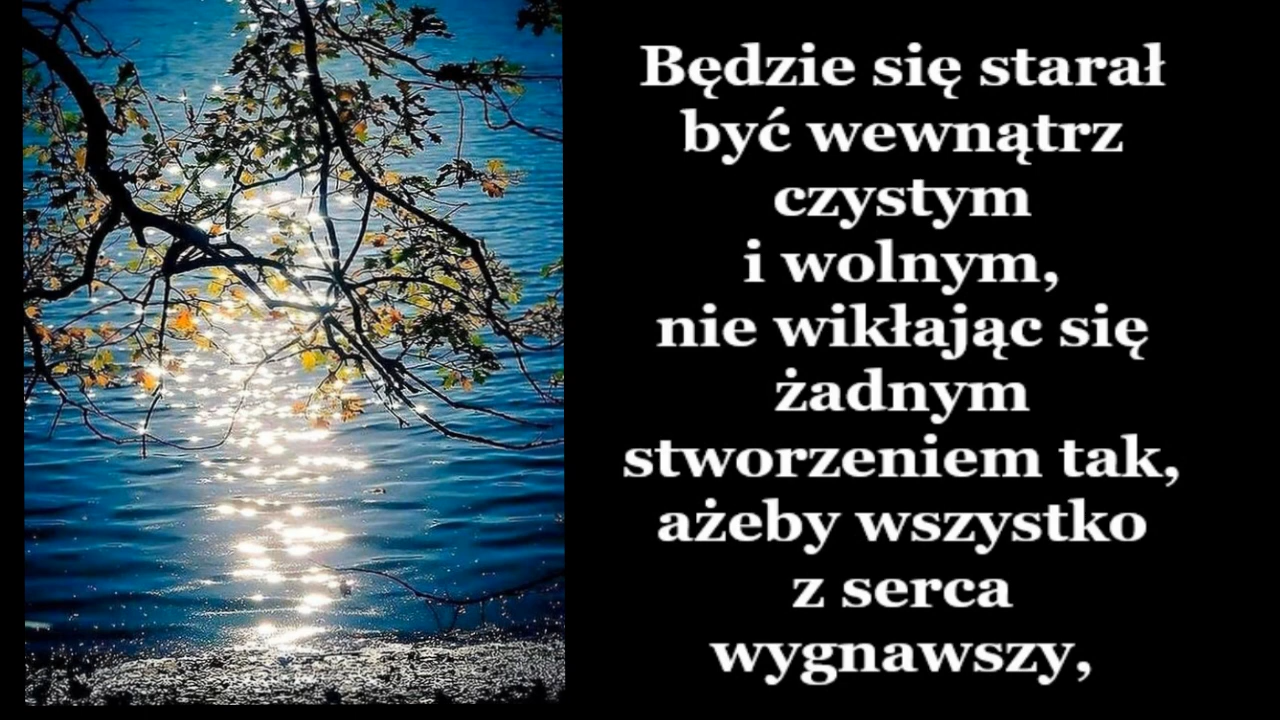 Będzie się starał
być wewnątrz
czystym
i wolnym,
nie wikłając się
żadnym
stworzeniem tak,
ażeby wszystko
z serca
wygnawszy,